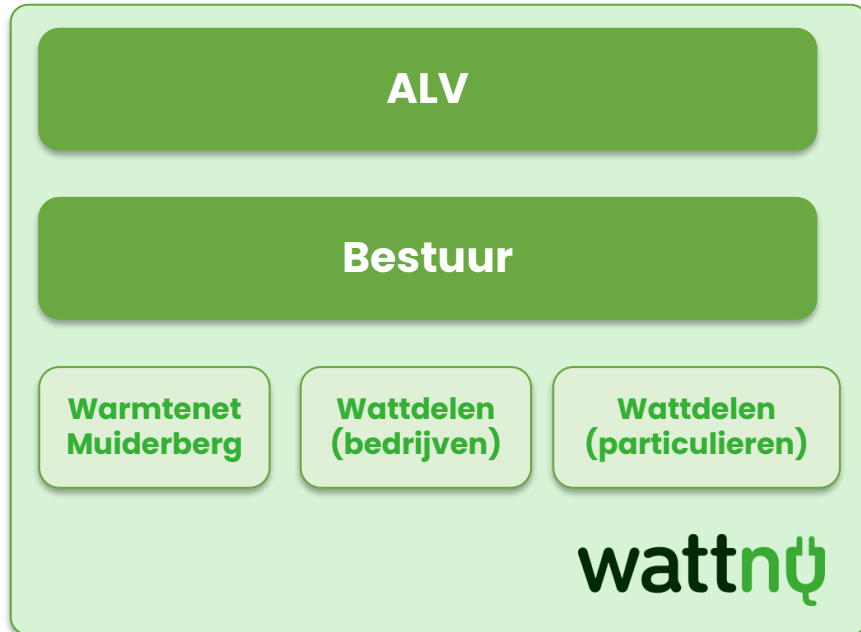 ALV
Bestuur
Warmtenet
Muiderberg
Wattdelen
(bedrijven)
Wattdelen
(particulieren)
wattnu